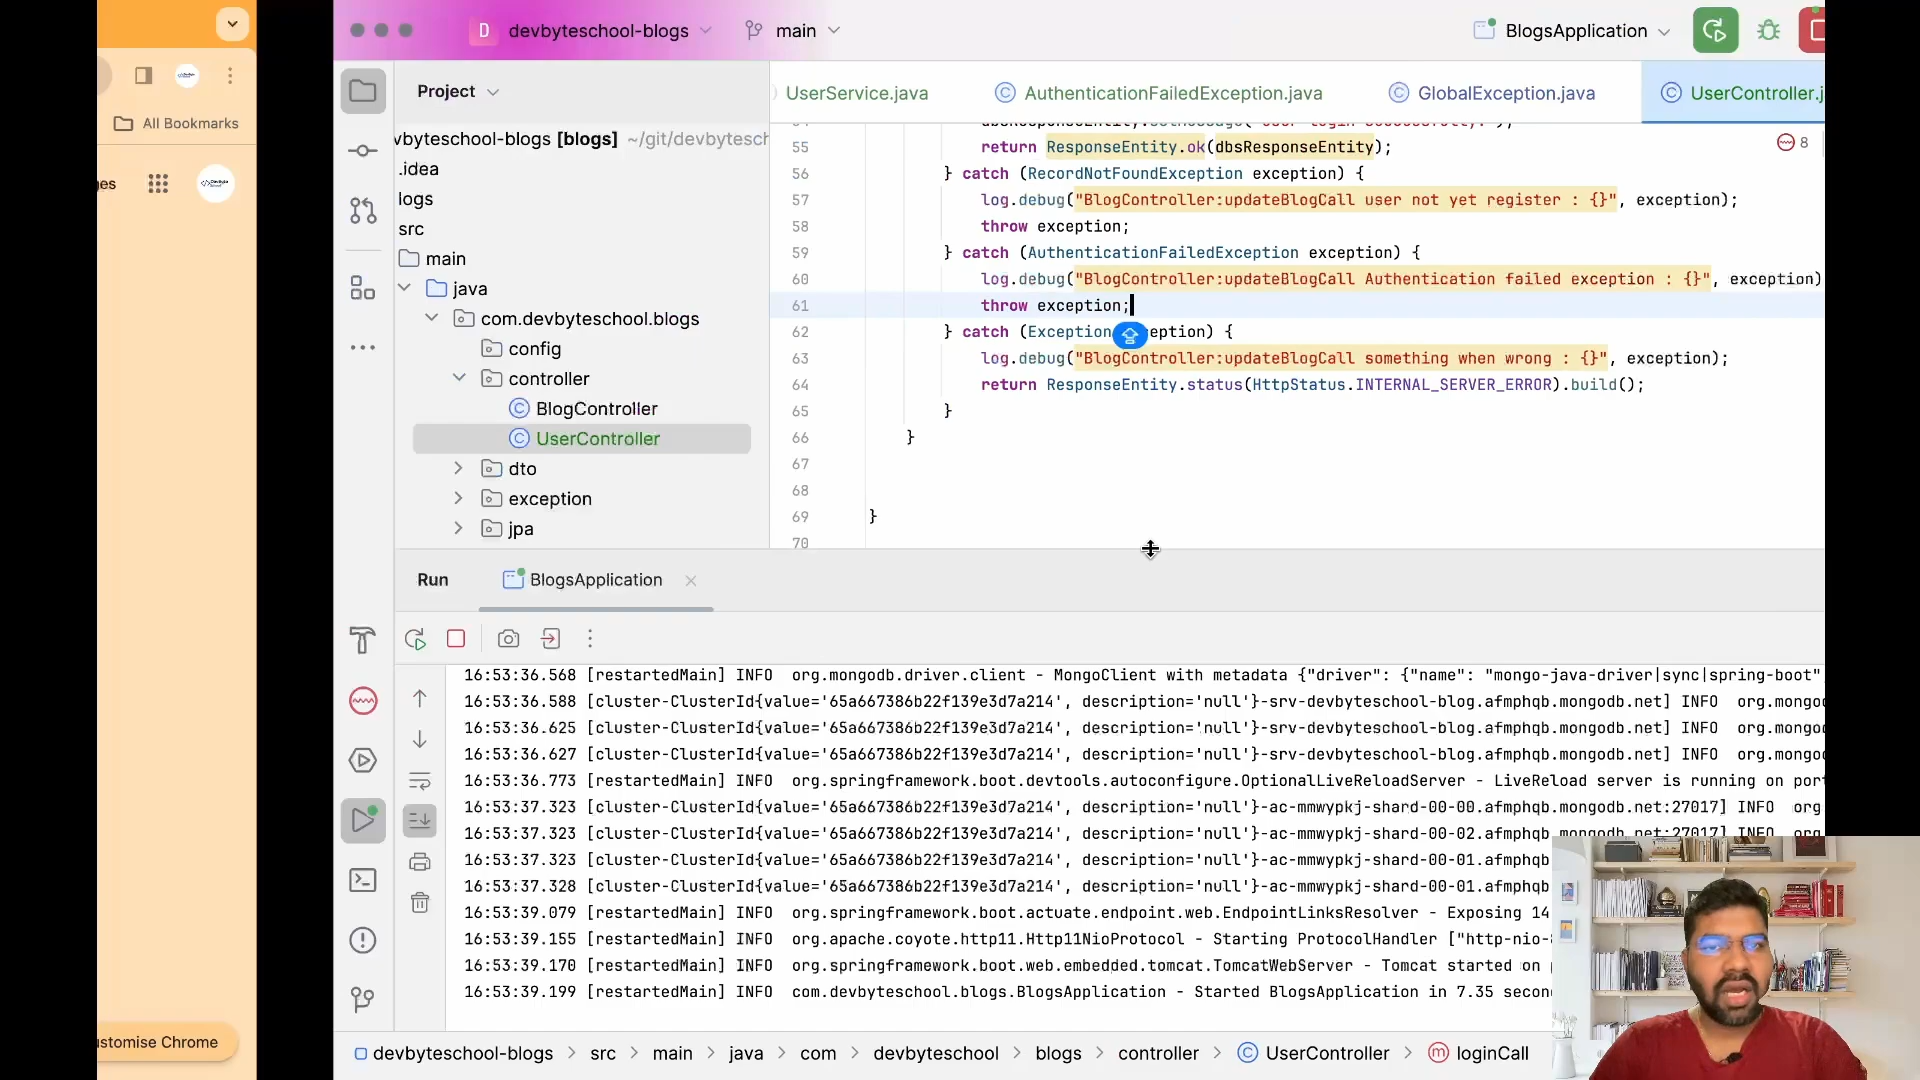 D devbyteschool-blogs main BlogsApplication
All Bookmarks
ges
Project
UserService.java AuthenticationFailedException.java GlobalException.java UserController.j
vbyteschool-blogs [blogs] ~/git/devbytesch
.idea
logs
src
main
java
com.devbyteschool.blogs
config
controller
BlogController
UserController
dto
exception
jpa
8
55 return ResponseEntity.ok(dbsResponseEntity);
56 } catch (RecordNotFoundException exception) {
57 log.debug("BlogController:updateBlogCall user not yet register : {}", exception);
58 throw exception;
59 } catch (AuthenticationFailedException exception) {
60 log.debug("BlogController:updateBlogCall Authentication failed exception : {}", exception)
61 throw exception;
62 } catch (Exception eption) {
63 log.debug("BlogController:updateBlogCall something when wrong : {}", exception);
64 return ResponseEntity.status(HttpStatus.INTERNAL_SERVER_ERROR).build();
65 }
66 }
67
68
69 }
70
Run BlogsApplication
16:53:36.568 [restartedMain] INFO org.mongodb.driver.client - MongoClient with metadata {"driver": {"name": "mongo-java-driver|sync|spring-boot"
16:53:36.588 [cluster-ClusterId{value='65a667386b22f139e3d7a214', description='null'}-srv-devbyteschool-blog.afmphqb.mongodb.net] INFO org.mongo
16:53:36.625 [cluster-ClusterId{value='65a667386b22f139e3d7a214', description='null'}-srv-devbyteschool-blog.afmphqb.mongodb.net] INFO org.mongo
16:53:36.627 [cluster-ClusterId{value='65a667386b22f139e3d7a214', description='null'}-srv-devbyteschool-blog.afmphqb.mongodb.net] INFO org.mongo
16:53:36.773 [restartedMain] INFO org.springframework.boot.devtools.autoconfigure.OptionalLiveReloadServer - LiveReload server is running on por
16:53:37.323 [cluster-ClusterId{value='65a667386b22f139e3d7a214', description='null'}-ac-mmwypkj-shard-00-00.afmphqb.mongodb.net:27017] INFO org
16:53:37.323 [cluster-ClusterId{value='65a667386b22f139e3d7a214', description='null'}-ac-mmwypkj-shard-00-02.afmphqb.mongodb.net:27017] INFO org
16:53:37.323 [cluster-ClusterId{value='65a667386b22f139e3d7a214', description='null'}-ac-mmwypkj-shard-00-01.afmphqb
16:53:37.328 [cluster-ClusterId{value='65a667386b22f139e3d7a214', description='null'}-ac-mmwypkj-shard-00-01.afmphqb
16:53:39.079 [restartedMain] INFO org.springframework.boot.actuate.endpoint.web.EndpointLinksResolver - Exposing 14
16:53:39.155 [restartedMain] INFO org.apache.coyote.http11.Http11NioProtocol - Starting ProtocolHandler ["http-nio-
16:53:39.170 [restartedMain] INFO org.springframework.boot.web.embedded.tomcat.TomcatWebServer - Tomcat started on
16:53:39.199 [restartedMain] INFO com.devbyteschool.blogs.BlogsApplication - Started BlogsApplication in 7.35 secon
ustomise Chrome
devbyteschool-blogs > src > main > java > com > devbyteschool > blogs > controller > UserController > loginCall